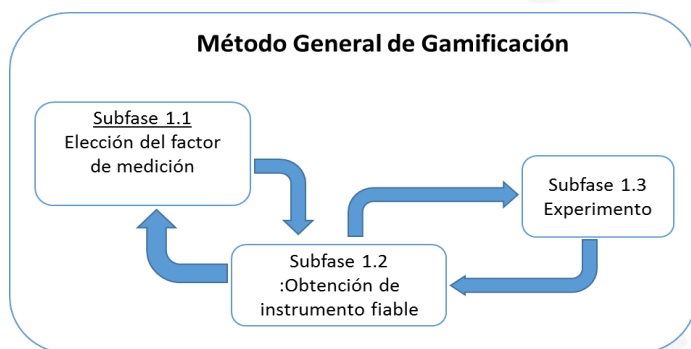 Método General de Gamificación
Subfase 1.1
Elección del factor
de medición
Subfase 1.2
:Obtención de
instrumento fiable
Subfase 1.3
Experimento